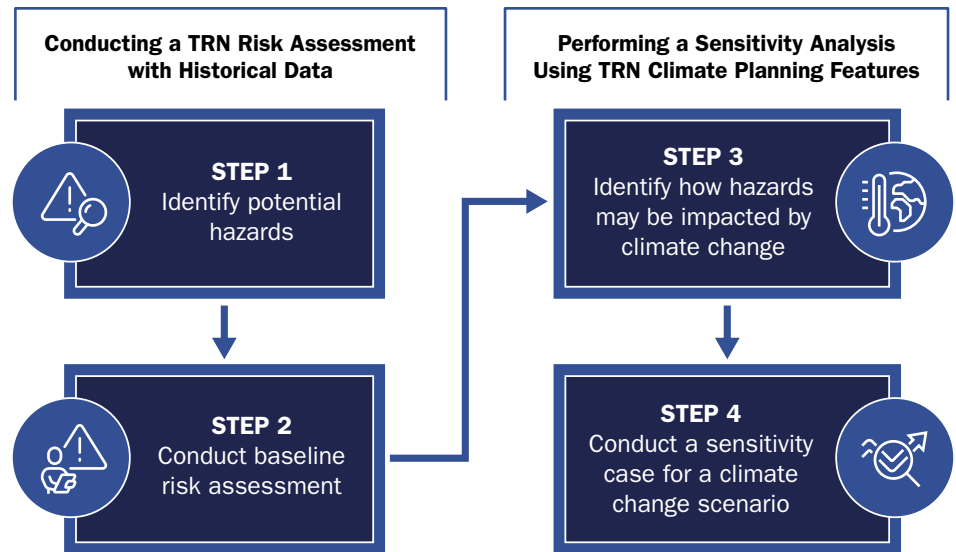 Conducting a TRN Risk Assessment
with Historical Data
STEP 1
Identify potential
hazards
STEP 2
Conduct baseline
risk assessment
Performing a Sensitivity Analysis
Using TRN Climate Planning Features
STEP 3
Identify how hazards
may be impacted by
climate change
STEP 4
Conduct a sensitivity
case for a climate
change scenario